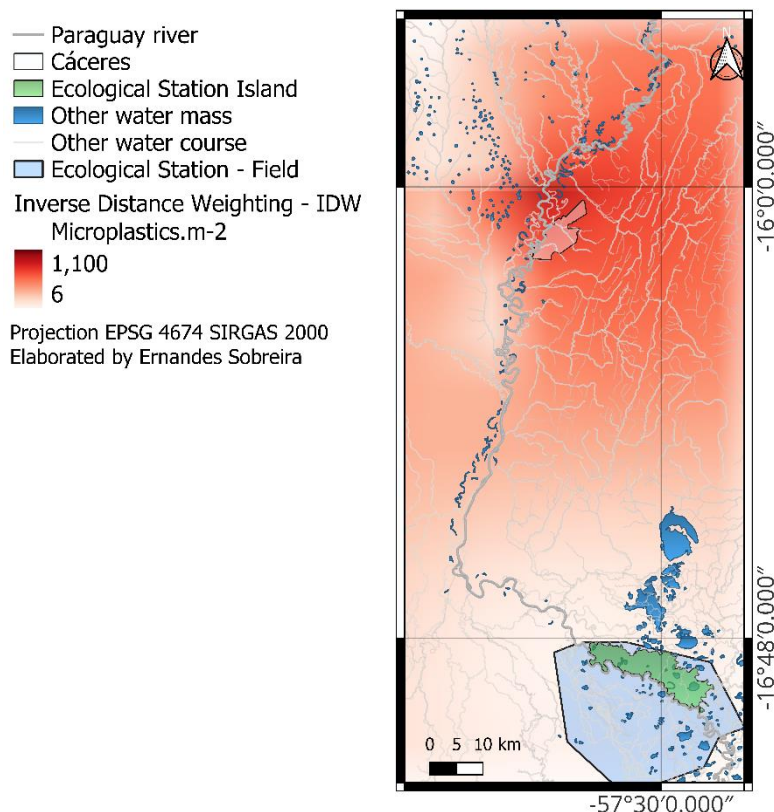 Paraguay river
Cáceres
Ecological Station Island
Other water mass
Other water course
Ecological Station - Field
Inverse Distance Weighting - IDW
Microplastics.m-2
1,100
6
Projection EPSG 4674 SIRGAS 2000
Elaborated by Ernandes Sobreira
N
-16°0′0.000″
-16°48′0.000″
0 5 10 km
-57°30′0.000″